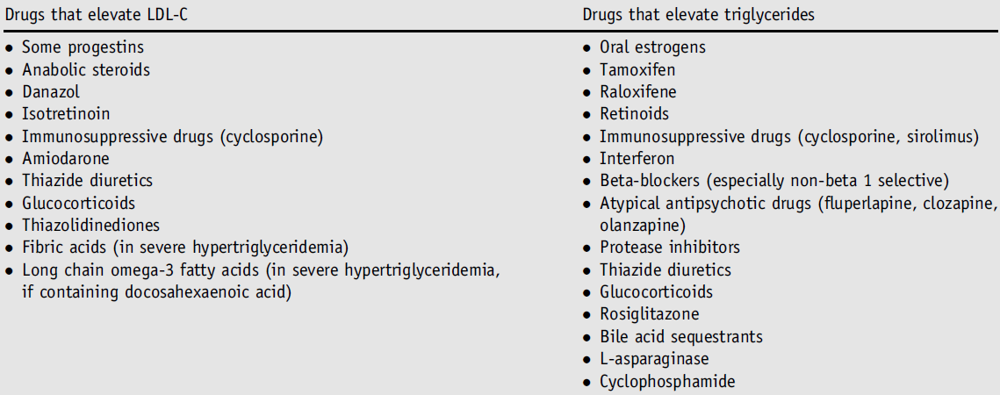 Drugs that elevate LDL-C
• Some progestins
• Anabolic steroids
• Danazol
• Isotretinoin
• Immunosuppressive drugs (cyclosporine)
• Amiodarone
• Thiazide diuretics
• Glucocorticoids
• Thiazolidinediones
• Fibric acids (in severe hypertriglyceridemia)
• Long chain omega-3 fatty acids (in severe hypertriglyceridemia,
if containing docosahexaenoic acid)
Drugs that elevate triglycerides
• Oral estrogens
• Tamoxifen
• Raloxifene
• Retinoids
• Immunosuppressive drugs (cyclosporine, sirolimus)
• Interferon
• Beta-blockers (especially non-beta 1 selective)
• Atypical antipsychotic drugs (fluperlapine, clozapine,
olanzapine)
• Protease inhibitors
• Thiazide diuretics
• Glucocorticoids
• Rosiglitazone
• Bile acid sequestrants
• L-asparaginase
• Cyclophosphamide